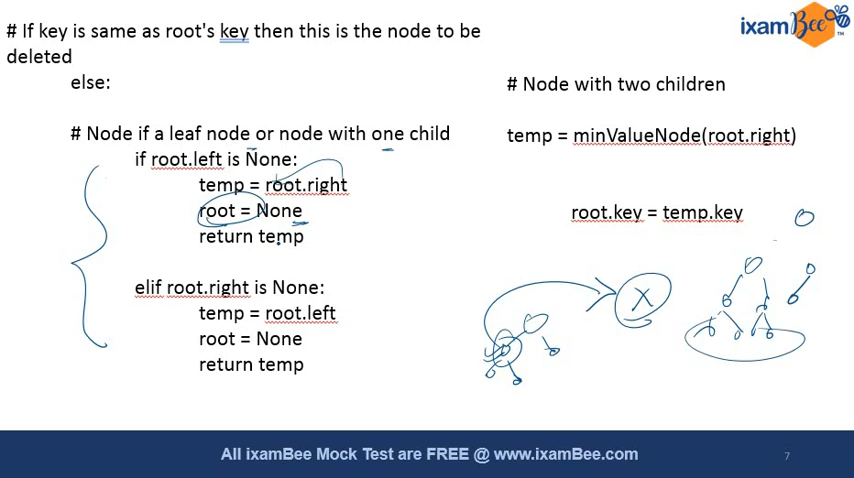 # If key is same as root's key then this is the node to be
deleted
else:
# Node if a leaf node or node with one child
if root.left is None:
temp = root.right
root = None
return temp
elif root.right is None:
temp = root.left
root = None
return temp
# Node with two children
temp = minValueNode(root.right)
root.key = temp.key
X
ixamBee
TM
All ixamBee Mock Test are FREE @ www.ixamBee.com
7